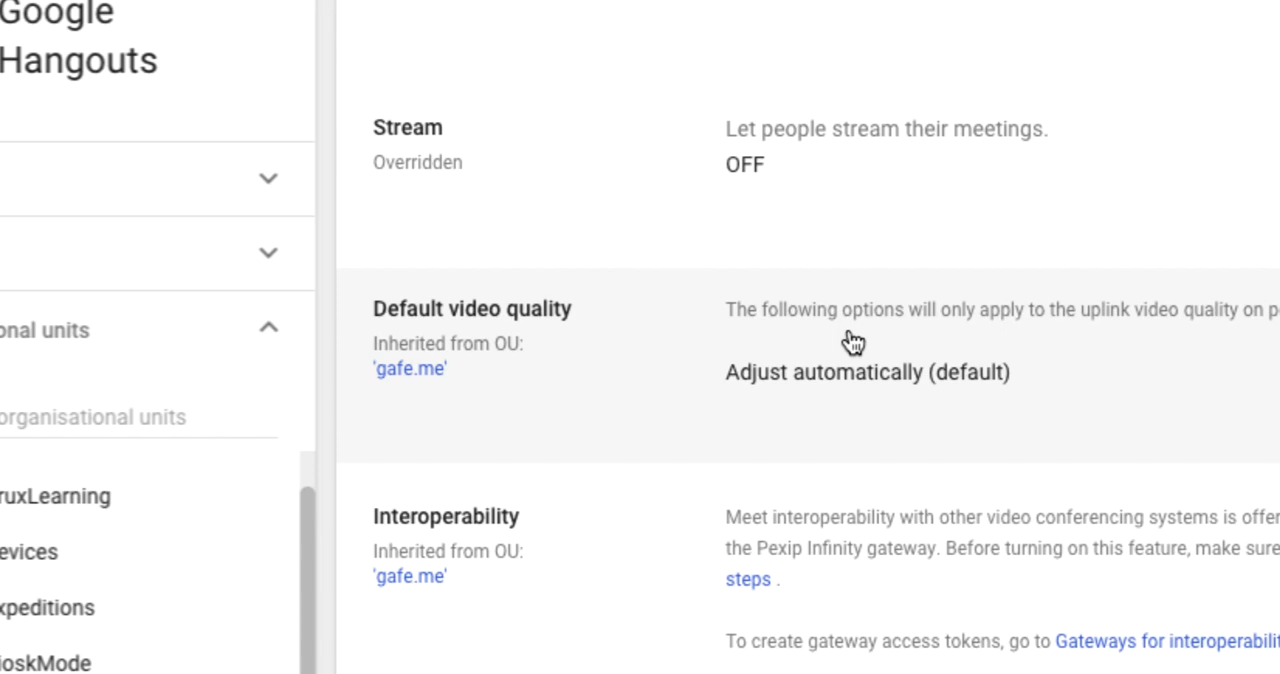 Google
Hangouts
onal units
organisational units
ruxLearning
evices
xpeditions
ioskMode
Stream
Overridden
Let people stream their meetings.
OFF
Default video quality
Inherited from OU:
'gafe.me'
The following options will only apply to the uplink video quality on p
Adjust automatically (default)
Interoperability
Inherited from OU:
'gafe.me'
Meet interoperability with other video conferencing systems is offer
the Pexip Infinity gateway. Before turning on this feature, make sure
steps .
To create gateway access tokens, go to Gateways for interoperabilit